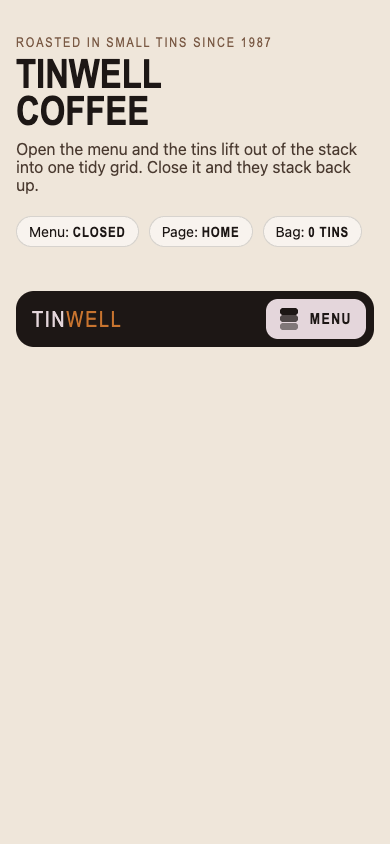 ROASTED IN SMALL TINS SINCE 1987
TINWELL
COFFEE
Open the menu and the tins lift out of the stack
into one tidy grid. Close it and they stack back
up.
Menu: CLOSED
Page: HOME
Bag: 0 TINS
TINWELL
MENU